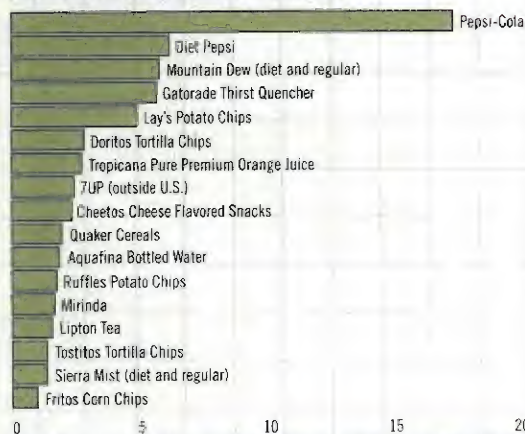 Pepsi-Cola
Diet Pepsi
Mountain Dew (diet and regular)
Gatorade Thirst Quencher
Lay's Potato Chips
Doritos Tortilla Chips
Tropicana Pure Premium Orange Juice
7UP (outside U.S.)
Cheetos Cheese Flavored Snacks
Quaker Cereals
Aquafina Bottled Water
Ruffles Potato Chips
Mirinda
Lipton Tea
Tostitos Tortilla Chips
Sierra Mist (diet and regular)
Fritos Corn Chips
0 5 10 15 20